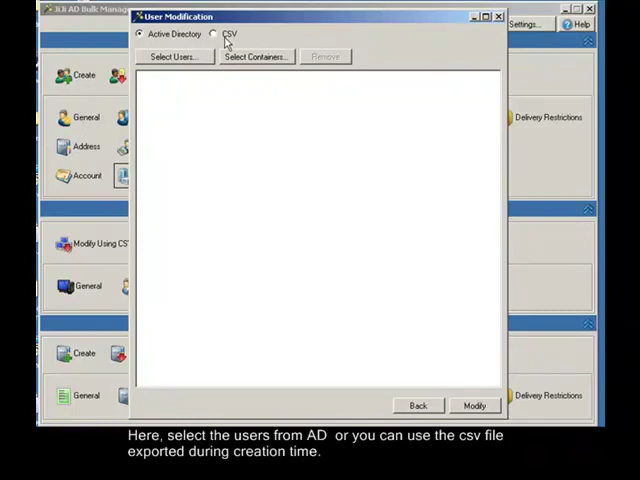 JiJi AD Bulk Manag
User Modification
Active Directory
CSV
Settings...
Help
Select Users...
Select Containers...
Remove
Create
General
Delivery Restrictions
Address
Account
Modify Using CS
General
Create
General
Delivery Restrictions
Back
Modify
Here, select the users from AD or you can use the csv file
exported during creation time.